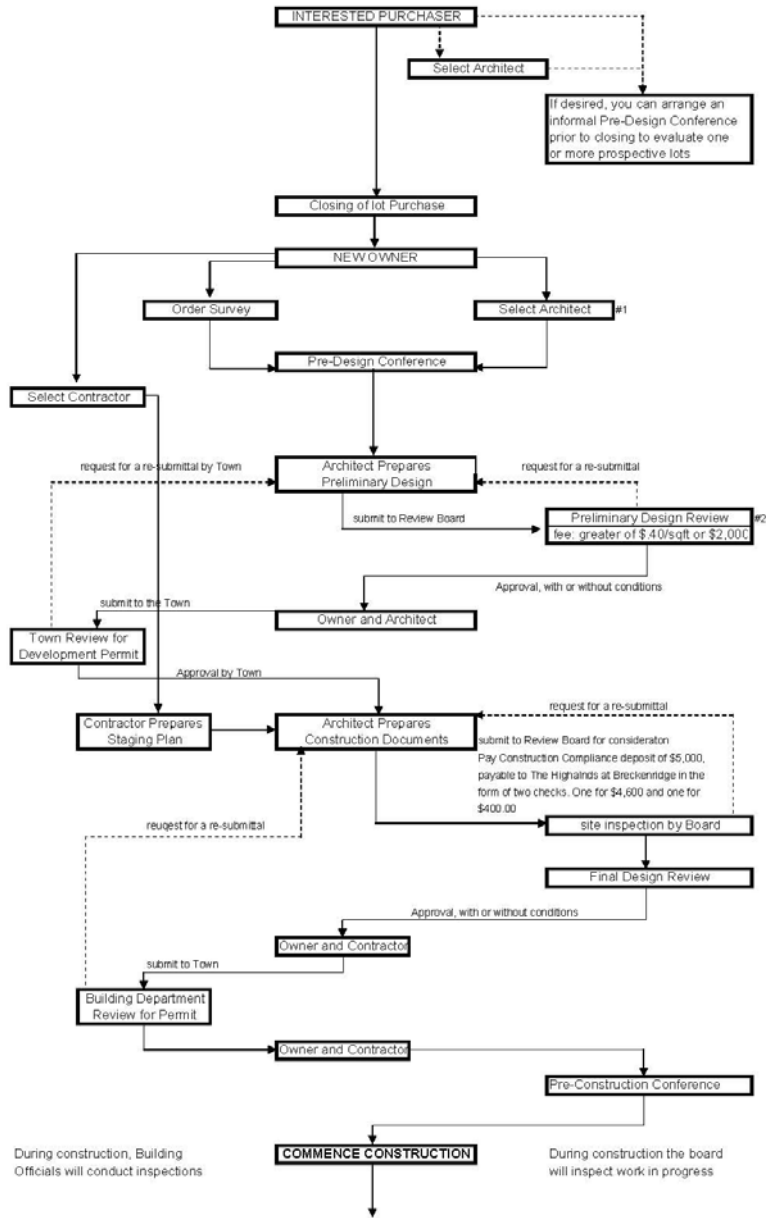 INTERESTED PURCHASER
Select Architect
If desired, you can arrange an
informal Pre-Design Conference
prior to closing to evaluate one
or more prospective lots
Closing of lot Purchase
NEW OWNER
Order Survey
Select Architect
#1
Pre-Design Conference
Select Contractor
request for a re-submittal by Town
Architect Prepares
Preliminary Design
request for a re-submittal
submit to Review Board
Preliminary Design Review
#2
fee: greater of $.40/sqft or $2,000
Approval, with or without conditions
submit to the Town
Owner and Architect
Town Review for
Development Permit
Approval by Town
request for a re-submittal
Contractor Prepares
Staging Plan
Architect Prepares
Construction Documents
submit to Review Board for consideraton
Pay Construction Compliance deposit of $5,000,
payable to The Highalnds at Breckenridge in the
form of two checks. One for $4,600 and one for
$400.00
reuqest for a re-submittal
site inspection by Board
Final Design Review
Approval, with or without conditions
Owner and Contractor
submit to Town
Building Department
Review for Permit
Owner and Contractor
Pre-Construction Conference
During construction, Building
Officials will conduct inspections
COMMENCE CONSTRUCTION
During construction the board
will inspect work in progress